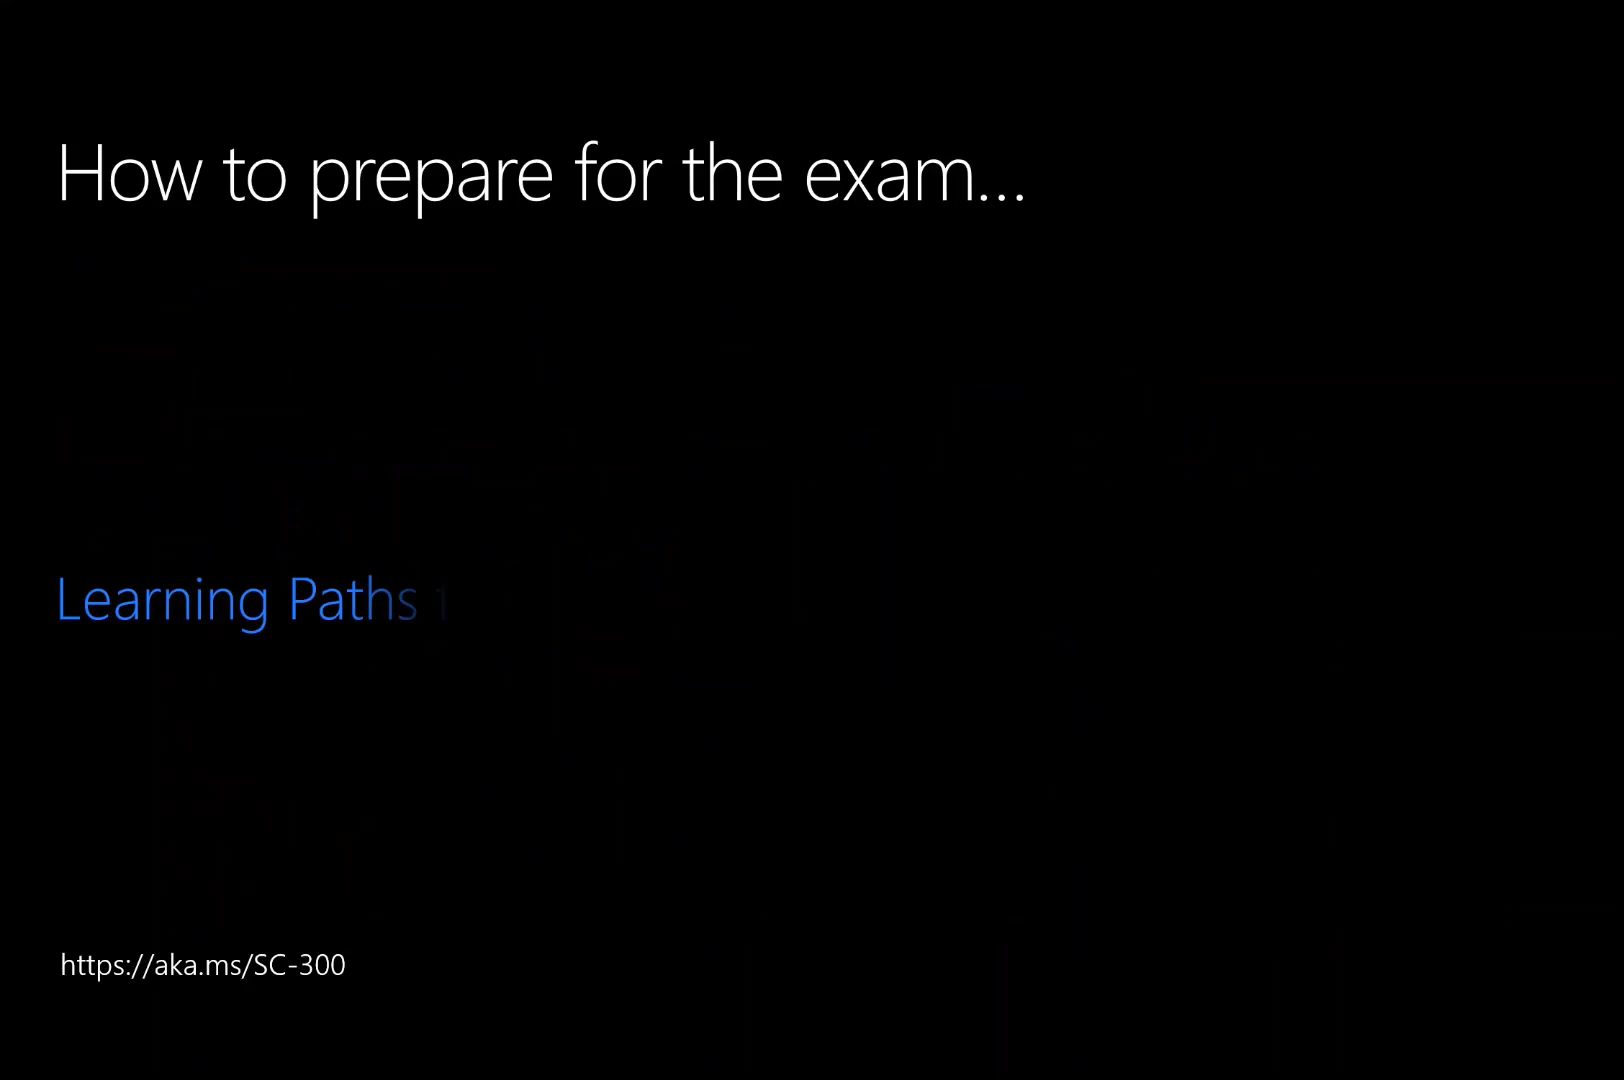 How to prepare for the exam...
Learning Paths
https://aka.ms/SC-300